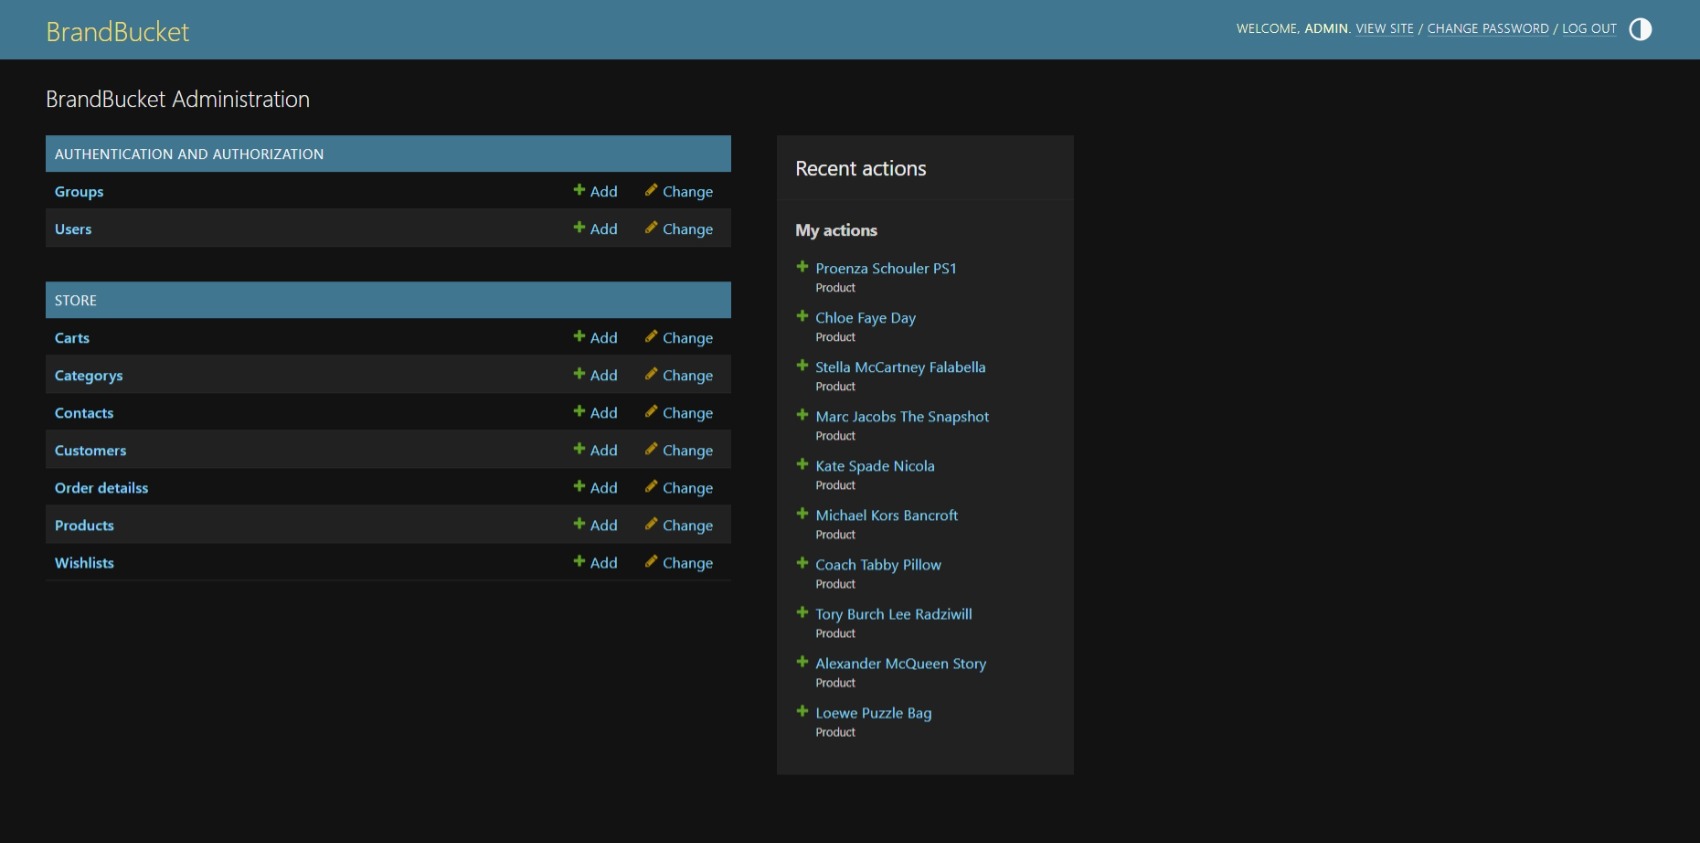 BrandBucket
WELCOME, ADMIN. VIEW SITE / CHANGE PASSWORD / LOG OUT
BrandBucket Administration
AUTHENTICATION AND AUTHORIZATION
Groups Add Change
Users Add Change
STORE
Carts Add Change
Categorys Add Change
Contacts Add Change
Customers Add Change
Order detailss Add Change
Products Add Change
Wishlists Add Change
Recent actions
My actions
Proenza Schouler PS1
Product
Chloe Faye Day
Product
Stella McCartney Falabella
Product
Marc Jacobs The Snapshot
Product
Kate Spade Nicola
Product
Michael Kors Bancroft
Product
Coach Tabby Pillow
Product
Tory Burch Lee Radziwill
Product
Alexander McQueen Story
Product
Loewe Puzzle Bag
Product